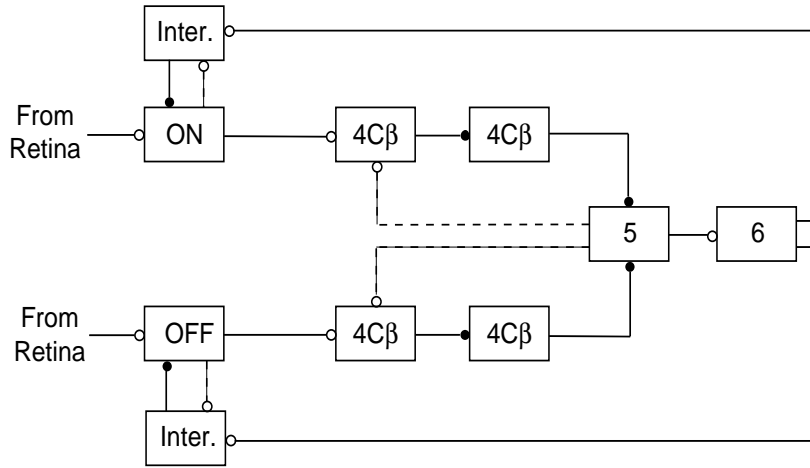 Inter.
From
Retina
ON
4Cβ
4Cβ
5
6
From
Retina
OFF
4Cβ
4Cβ
Inter.